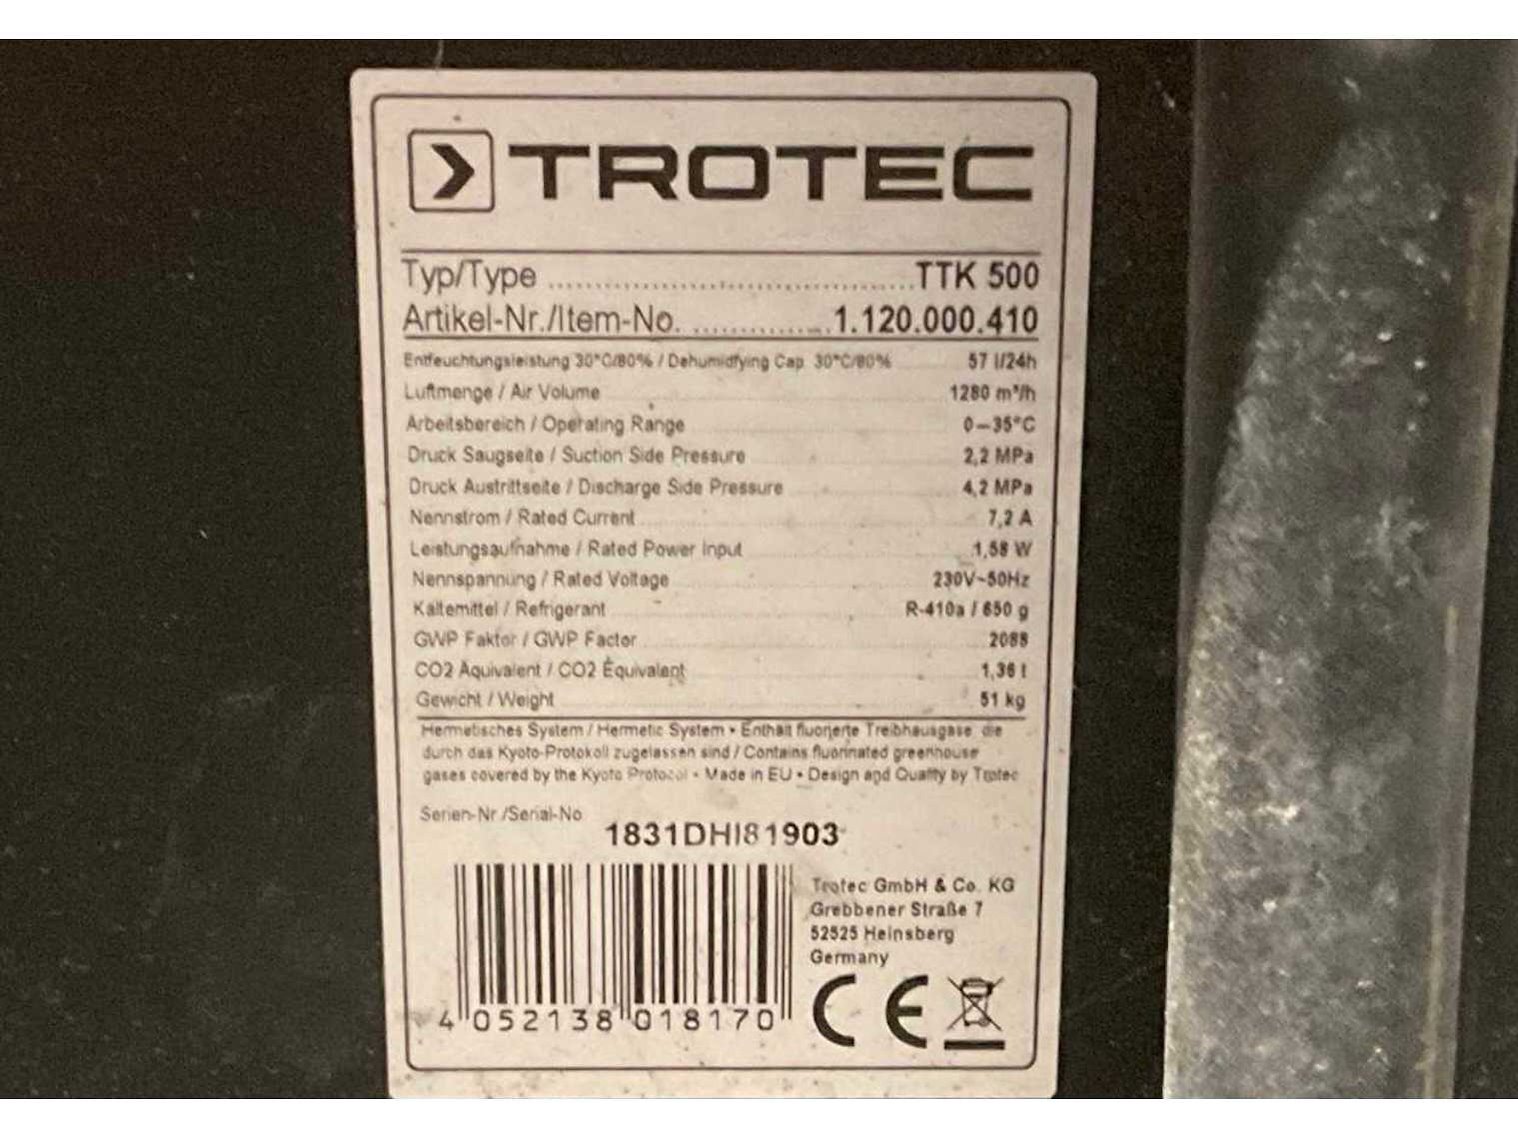 TROTEC
Typ/Type ........................................ TTK 500
Artikel-Nr./Item-No. ................ 1.120.000.410
Entfeuchtungsleistung 30°C/80% / Dehumidfying Cap. 30°C/80% 57 l/24h
Luftmenge / Air Volume 1280 m³/h
Arbeitsbereich / Operating Range 0–35°C
Druck Saugseite / Suction Side Pressure 2,2 MPa
Druck Austrittseite / Discharge Side Pressure 4,2 MPa
Nennstrom / Rated Current 7,2 A
Leistungsaufnahme / Rated Power Input 1,58 W
Nennspannung / Rated Voltage 230V~50Hz
Kältemittel / Refrigerant R-410a / 650 g
GWP Faktor / GWP Factor 2088
CO2 Äquivalent / CO2 Equivalent 1,36 t
Gewicht / Weight 51 kg
Hermetisches System / Hermetic System • Enthält fluorierte Treibhausgase die
durch das Kyoto-Protokoll zugelassen sind / Contains fluorinated greenhouse
gases covered by the Kyoto Protocol • Made in EU • Design and Quality by Trotec
Serien-Nr./Serial-No
1831DHI81903
Trotec GmbH & Co. KG
Grebbener Straße 7
52525 Heinsberg
Germany
4 052138 018170
CE